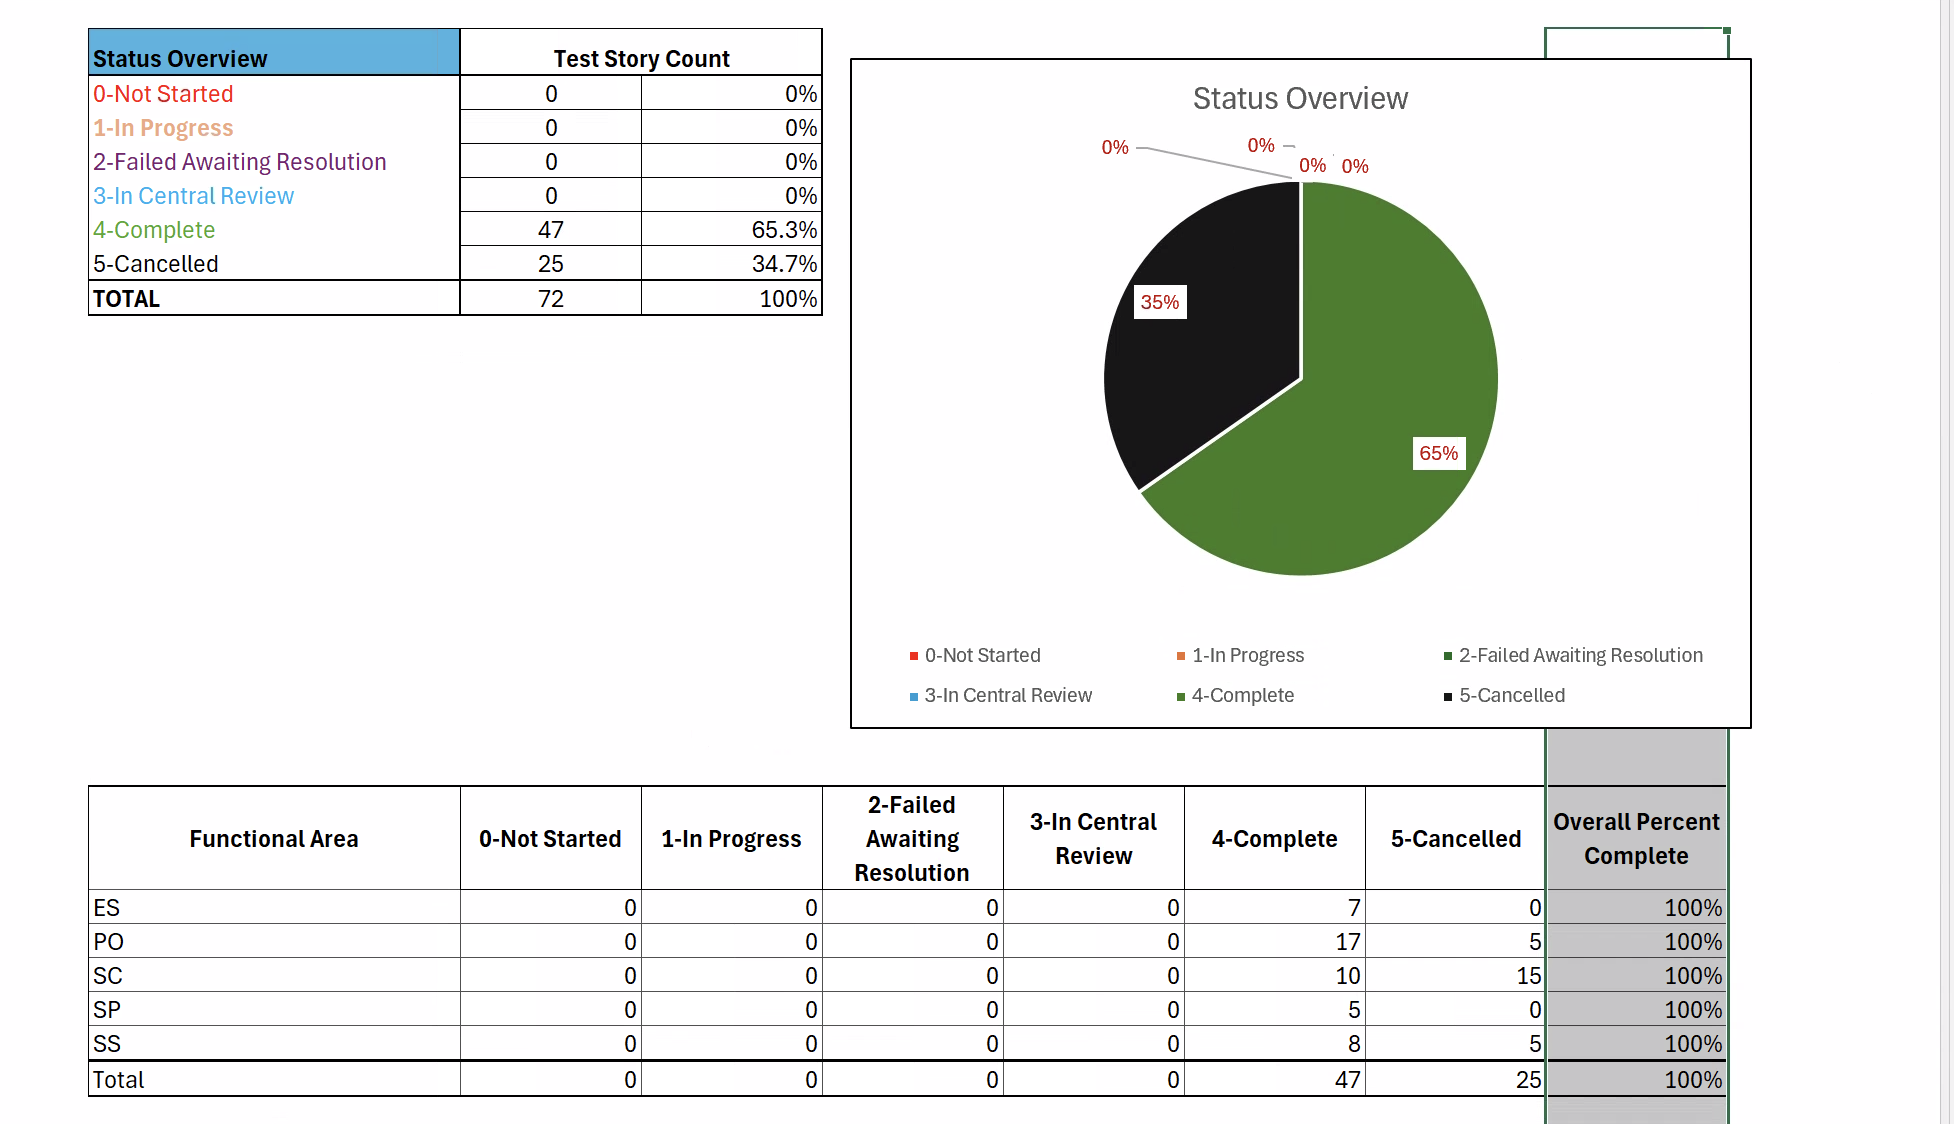 Status Overview Test Story Count
0-Not Started 0 0%
1-In Progress 0 0%
2-Failed Awaiting Resolution 0 0%
3-In Central Review 0 0%
4-Complete 47 65.3%
5-Cancelled 25 34.7%
TOTAL 72 100%
Status Overview
0% 0%
0% 0%
35%
65%
0-Not Started 1-In Progress 2-Failed Awaiting Resolution
3-In Central Review 4-Complete 5-Cancelled
Functional Area 0-Not Started 1-In Progress 2-Failed Awaiting Resolution 3-In Central Review 4-Complete 5-Cancelled Overall Percent Complete
ES 0 0 0 0 7 0 100%
PO 0 0 0 0 17 5 100%
SC 0 0 0 0 10 15 100%
SP 0 0 0 0 5 0 100%
SS 0 0 0 0 8 5 100%
Total 0 0 0 0 47 25 100%